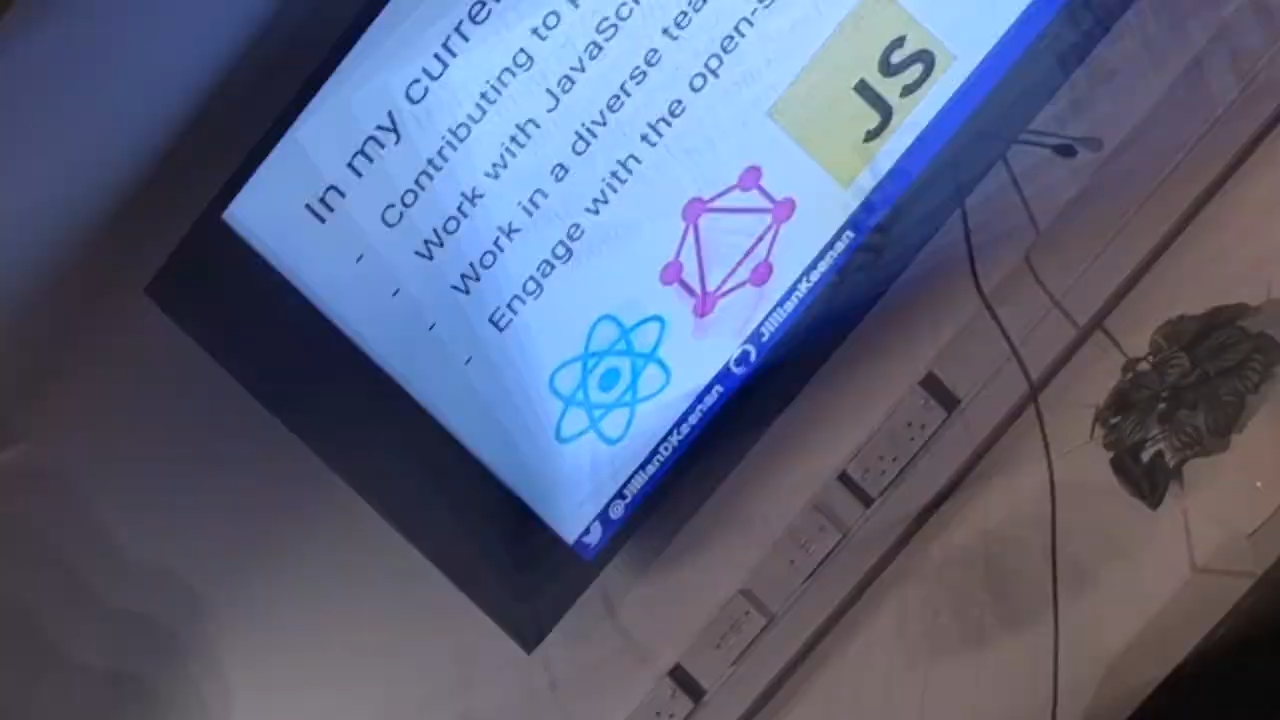 In my curre
- Contributing to
- Work with JavaScr
- Work in a diverse tea
- Engage with the open-s
JS
@JillianDKeenan JillianKeenan